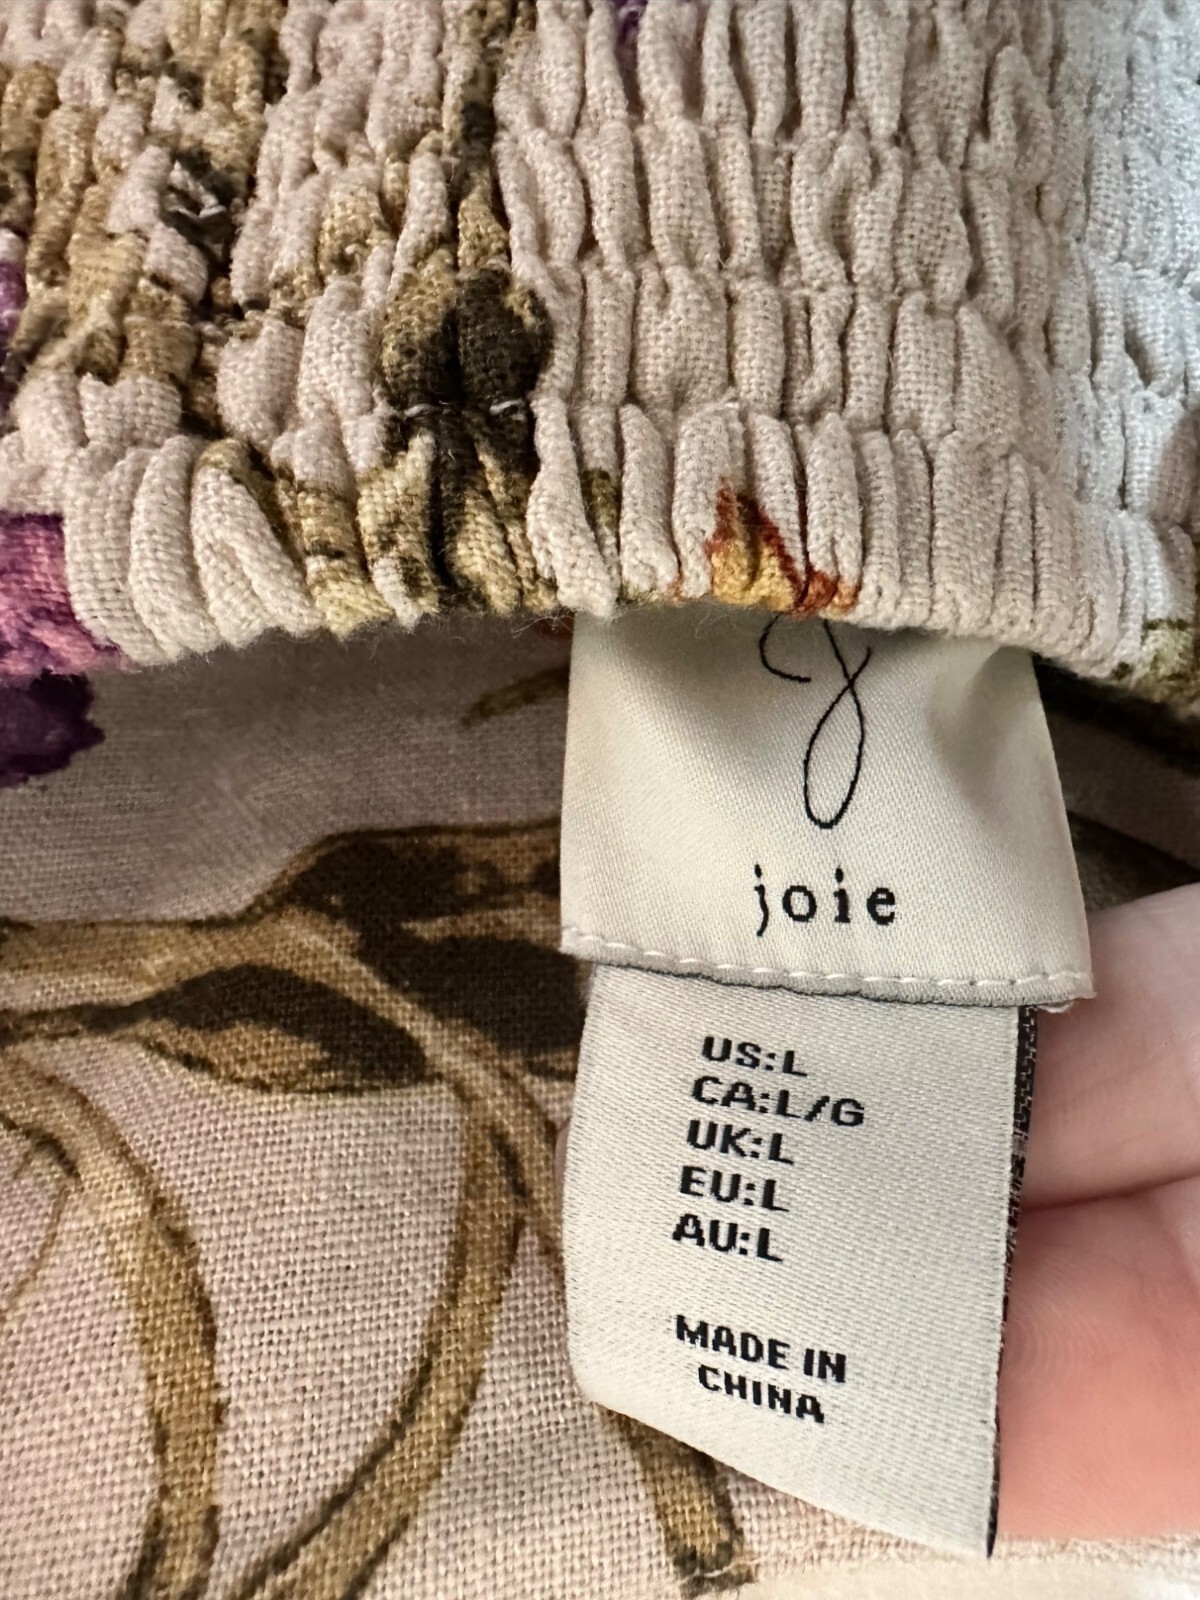 j
joie
US:L
CA:L/G
UK:L
EU:L
AU:L
MADE IN
CHINA